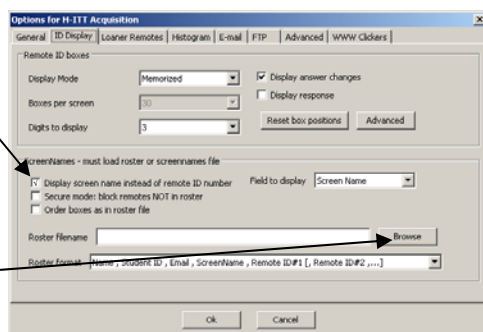 Options for H-ITT Acquisition
General ID Display Loaner Remotes Histogram E-mail FTP Advanced WWW Clickers
Remote ID boxes
Display Mode Memorized Display answer changes
Boxes per screen 30 Display response
Digits to display 3 Reset box positions Advanced
ScreenNames - must load roster or screennames file
Display screen name instead of remote ID number Field to display Screen Name
Secure mode: block remotes NOT in roster
Order boxes as in roster file
Roster filename Browse
Roster format Name , Student ID , Email , ScreenName , Remote ID#1 [, Remote ID#2 ,...]
Ok Cancel